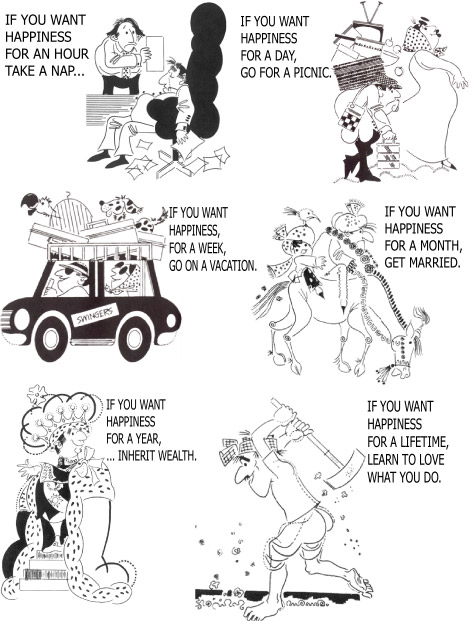 IF YOU WANT
HAPPINESS
FOR AN HOUR
TAKE A NAP...
IF YOU WANT
HAPPINESS
FOR A DAY,
GO FOR A PICNIC.
IF YOU WANT
HAPPINESS,
FOR A WEEK,
GO ON A VACATION.
SWINGERS
IF YOU WANT
HAPPINESS
FOR A MONTH,
GET MARRIED.
IF YOU WANT
HAPPINESS
FOR A YEAR,
... INHERIT WEALTH.
IF YOU WANT
HAPPINESS
FOR A LIFETIME,
LEARN TO LOVE
WHAT YOU DO.